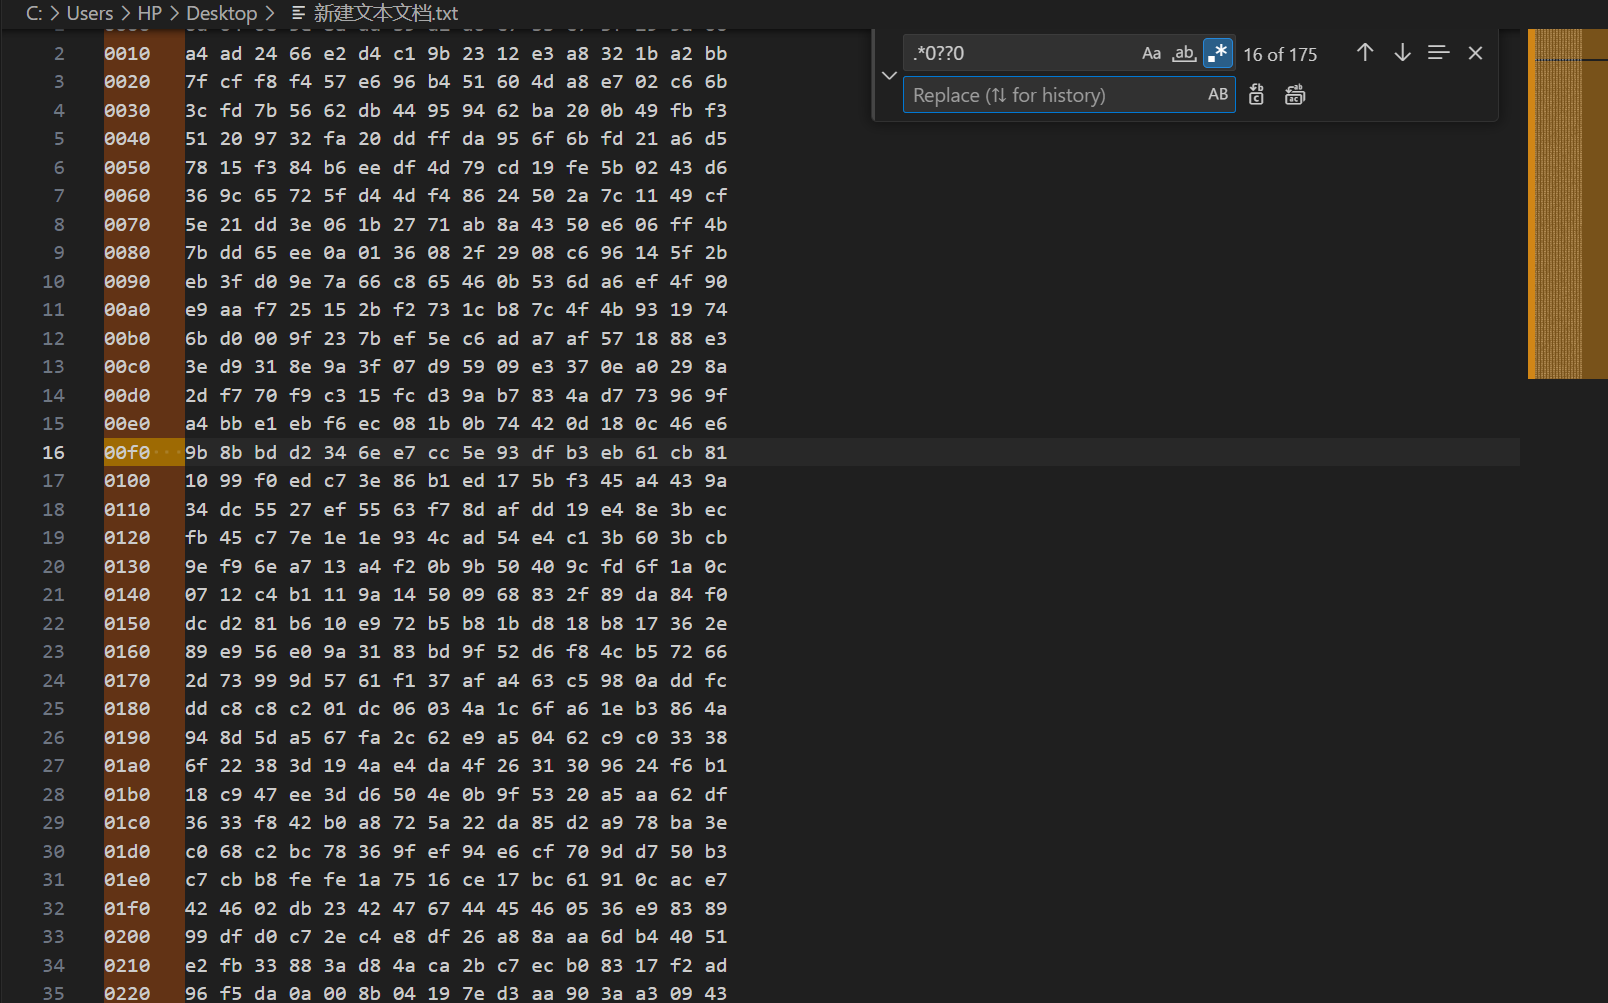 C: > Users > HP > Desktop > 新建文本文档.txt
.*0??0 Aa ab .* 16 of 175
Replace (⇅ for history) AB
2 0010 a4 ad 24 66 e2 d4 c1 9b 23 12 e3 a8 32 1b a2 bb
3 0020 7f cf f8 f4 57 e6 96 b4 51 60 4d a8 e7 02 c6 6b
4 0030 3c fd 7b 56 62 db 44 95 94 62 ba 20 0b 49 fb f3
5 0040 51 20 97 32 fa 20 dd ff da 95 6f 6b fd 21 a6 d5
6 0050 78 15 f3 84 b6 ee df 4d 79 cd 19 fe 5b 02 43 d6
7 0060 36 9c 65 72 5f d4 4d f4 86 24 50 2a 7c 11 49 cf
8 0070 5e 21 dd 3e 06 1b 27 71 ab 8a 43 50 e6 06 ff 4b
9 0080 7b dd 65 ee 0a 01 36 08 2f 29 08 c6 96 14 5f 2b
10 0090 eb 3f d0 9e 7a 66 c8 65 46 0b 53 6d a6 ef 4f 90
11 00a0 e9 aa f7 25 15 2b f2 73 1c b8 7c 4f 4b 93 19 74
12 00b0 6b d0 00 9f 23 7b ef 5e c6 ad a7 af 57 18 88 e3
13 00c0 3e d9 31 8e 9a 3f 07 d9 59 09 e3 37 0e a0 29 8a
14 00d0 2d f7 70 f9 c3 15 fc d3 9a b7 83 4a d7 73 96 9f
15 00e0 a4 bb e1 eb f6 ec 08 1b 0b 74 42 0d 18 0c 46 e6
16 00f0 9b 8b bd d2 34 6e e7 cc 5e 93 df b3 eb 61 cb 81
17 0100 10 99 f0 ed c7 3e 86 b1 ed 17 5b f3 45 a4 43 9a
18 0110 34 dc 55 27 ef 55 63 f7 8d af dd 19 e4 8e 3b ec
19 0120 fb 45 c7 7e 1e 1e 93 4c ad 54 e4 c1 3b 60 3b cb
20 0130 9e f9 6e a7 13 a4 f2 0b 9b 50 40 9c fd 6f 1a 0c
21 0140 07 12 c4 b1 11 9a 14 50 09 68 83 2f 89 da 84 f0
22 0150 dc d2 81 b6 10 e9 72 b5 b8 1b d8 18 b8 17 36 2e
23 0160 89 e9 56 e0 9a 31 83 bd 9f 52 d6 f8 4c b5 72 66
24 0170 2d 73 99 9d 57 61 f1 37 af a4 63 c5 98 0a dd fc
25 0180 dd c8 c8 c2 01 dc 06 03 4a 1c 6f a6 1e b3 86 4a
26 0190 94 8d 5d a5 67 fa 2c 62 e9 a5 04 62 c9 c0 33 38
27 01a0 6f 22 38 3d 19 4a e4 da 4f 26 31 30 96 24 f6 b1
28 01b0 18 c9 47 ee 3d d6 50 4e 0b 9f 53 20 a5 aa 62 df
29 01c0 36 33 f8 42 b0 a8 72 5a 22 da 85 d2 a9 78 ba 3e
30 01d0 c0 68 c2 bc 78 36 9f ef 94 e6 cf 70 9d d7 50 b3
31 01e0 c7 cb b8 fe fe 1a 75 16 ce 17 bc 61 91 0c ac e7
32 01f0 42 46 02 db 23 42 47 67 44 45 46 05 36 e9 83 89
33 0200 99 df d0 c7 2e c4 e8 df 26 a8 8a aa 6d b4 40 51
34 0210 e2 fb 33 88 3a d8 4a ca 2b c7 ec b0 83 17 f2 ad
35 0220 96 f5 da 0a 00 8b 04 19 7e d3 aa 90 3a a3 09 43